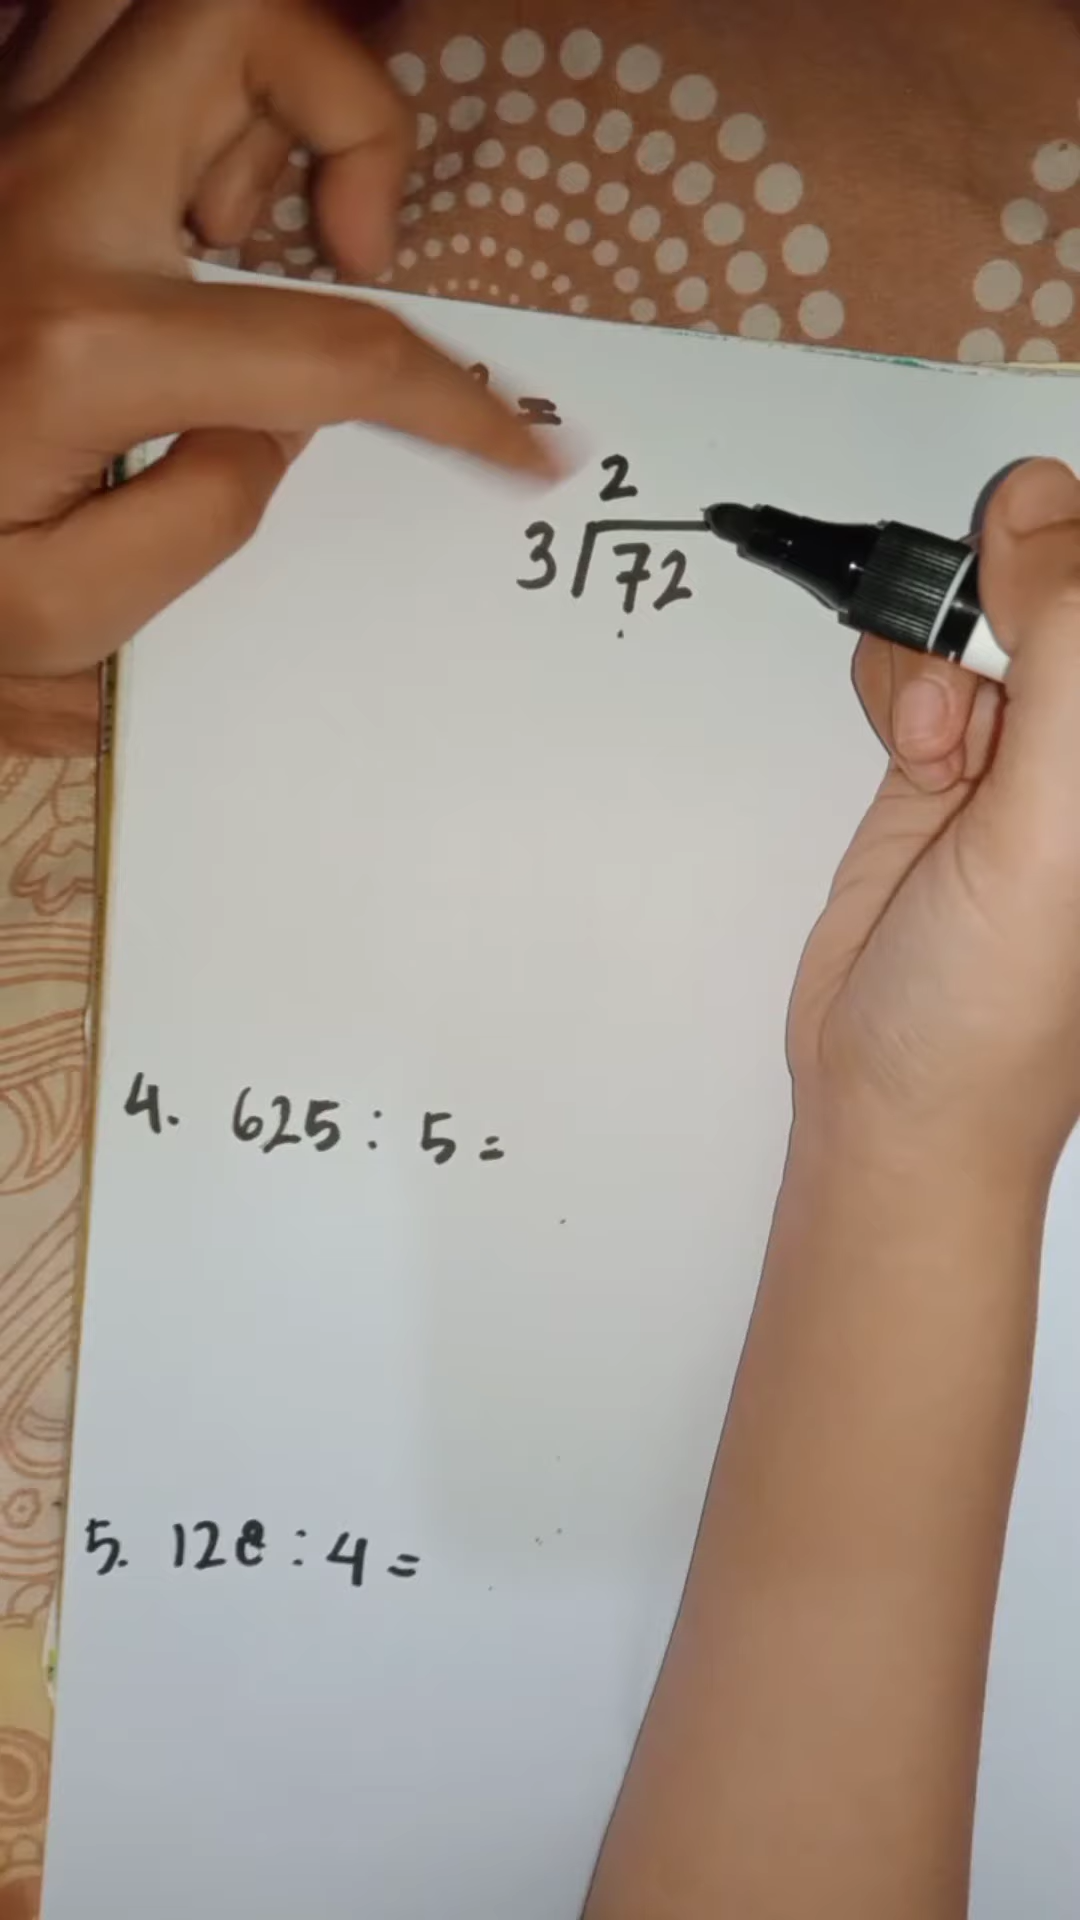 =
2
3 √72
4. 625 : 5 =
5. 128 : 4 =